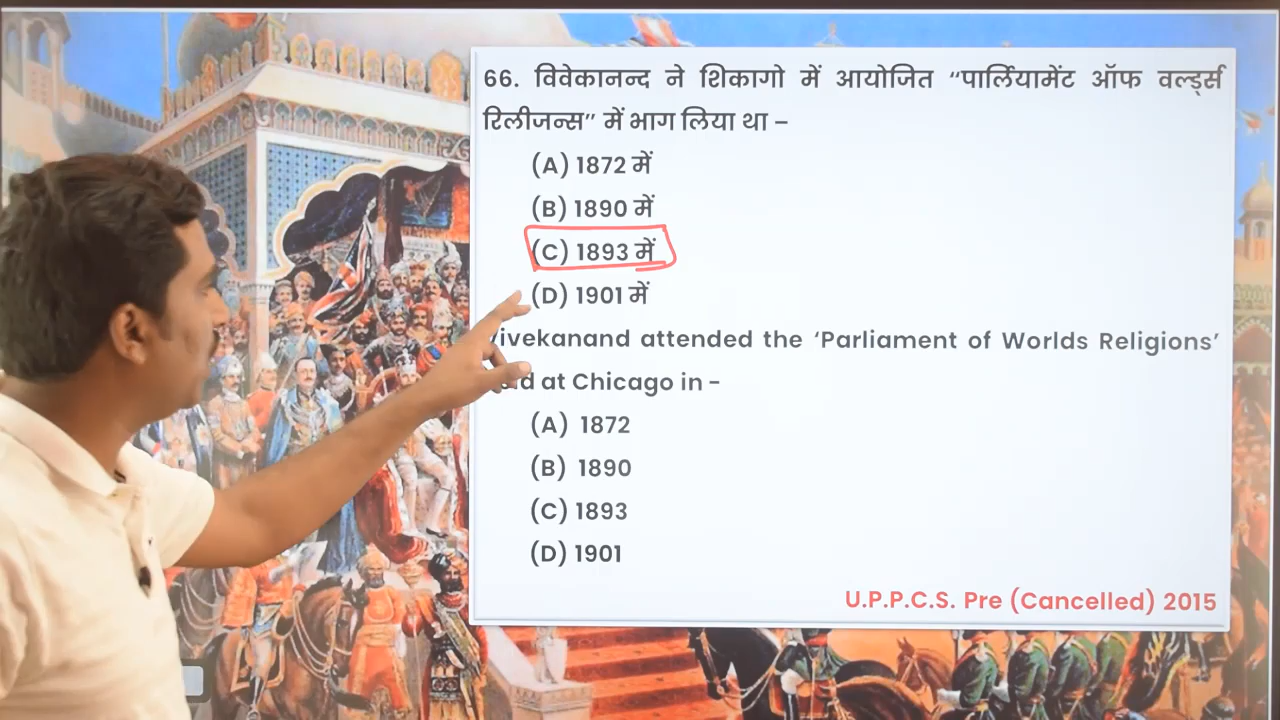 66. विवेकानन्द ने शिकागो में आयोजित “पार्लियामेंट ऑफ वर्ल्ड्स
रिलीजन्स” में भाग लिया था –
(A) 1872 में
(B) 1890 में
(C) 1893 में
(D) 1901 में
ivekanand attended the ‘Parliament of Worlds Religions’
at Chicago in -
(A) 1872
(B) 1890
(C) 1893
(D) 1901
U.P.P.C.S. Pre (Cancelled) 2015